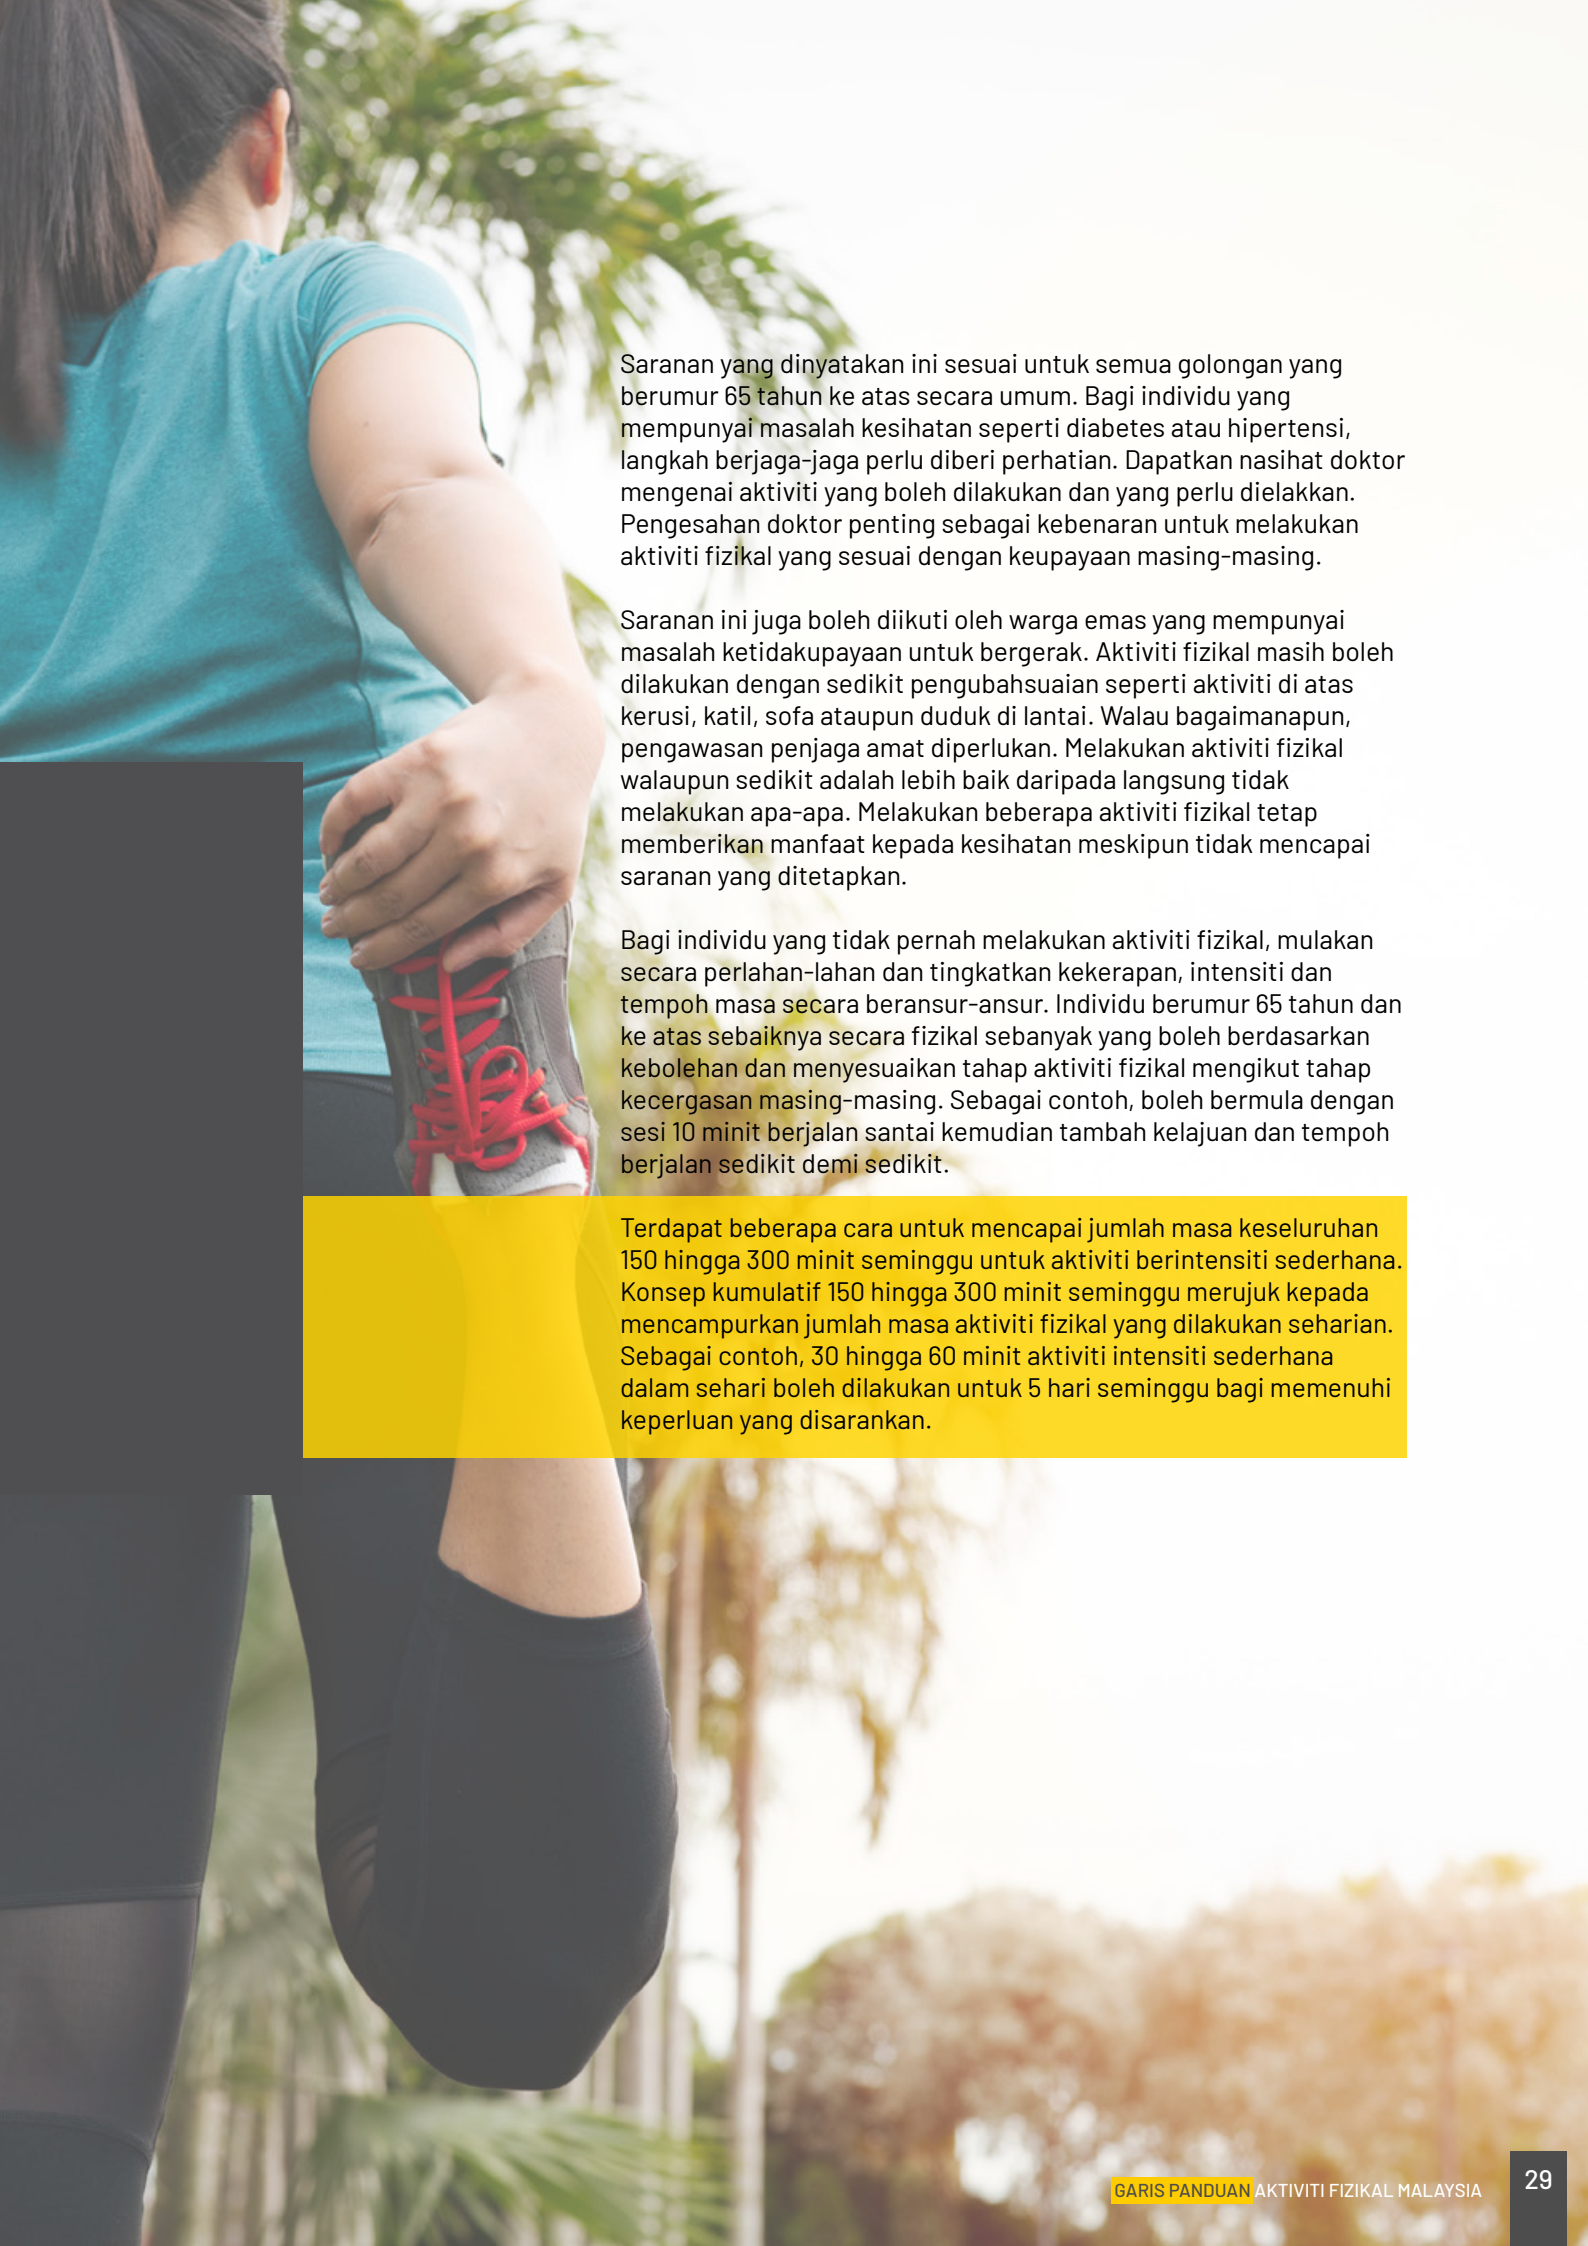 Saranan yang dinyatakan ini sesuai untuk semua golongan yang
berumur 65 tahun ke atas secara umum. Bagi individu yang
mempunyai masalah kesihatan seperti diabetes atau hipertensi,
langkah berjaga-jaga perlu diberi perhatian. Dapatkan nasihat doktor
mengenai aktiviti yang boleh dilakukan dan yang perlu dielakkan.
Pengesahan doktor penting sebagai kebenaran untuk melakukan
aktiviti fizikal yang sesuai dengan keupayaan masing-masing.

Saranan ini juga boleh diikuti oleh warga emas yang mempunyai
masalah ketidakupayaan untuk bergerak. Aktiviti fizikal masih boleh
dilakukan dengan sedikit pengubahsuaian seperti aktiviti di atas
kerusi, katil, sofa ataupun duduk di lantai. Walau bagaimanapun,
pengawasan penjaga amat diperlukan. Melakukan aktiviti fizikal
walaupun sedikit adalah lebih baik daripada langsung tidak
melakukan apa-apa. Melakukan beberapa aktiviti fizikal tetap
memberikan manfaat kepada kesihatan meskipun tidak mencapai
saranan yang ditetapkan.

Bagi individu yang tidak pernah melakukan aktiviti fizikal, mulakan
secara perlahan-lahan dan tingkatkan kekerapan, intensiti dan
tempoh masa secara beransur-ansur. Individu berumur 65 tahun dan
ke atas sebaiknya secara fizikal sebanyak yang boleh berdasarkan
kebolehan dan menyesuaikan tahap aktiviti fizikal mengikut tahap
kecergasan masing-masing. Sebagai contoh, boleh bermula dengan
sesi 10 minit berjalan santai kemudian tambah kelajuan dan tempoh
berjalan sedikit demi sedikit.

Terdapat beberapa cara untuk mencapai jumlah masa keseluruhan
150 hingga 300 minit seminggu untuk aktiviti berintensiti sederhana.
Konsep kumulatif 150 hingga 300 minit seminggu merujuk kepada
mencampurkan jumlah masa aktiviti fizikal yang dilakukan seharian.
Sebagai contoh, 30 hingga 60 minit aktiviti intensiti sederhana
dalam sehari boleh dilakukan untuk 5 hari seminggu bagi memenuhi
keperluan yang disarankan.

GARIS PANDUAN AKTIVITI FIZIKAL MALAYSIA
29